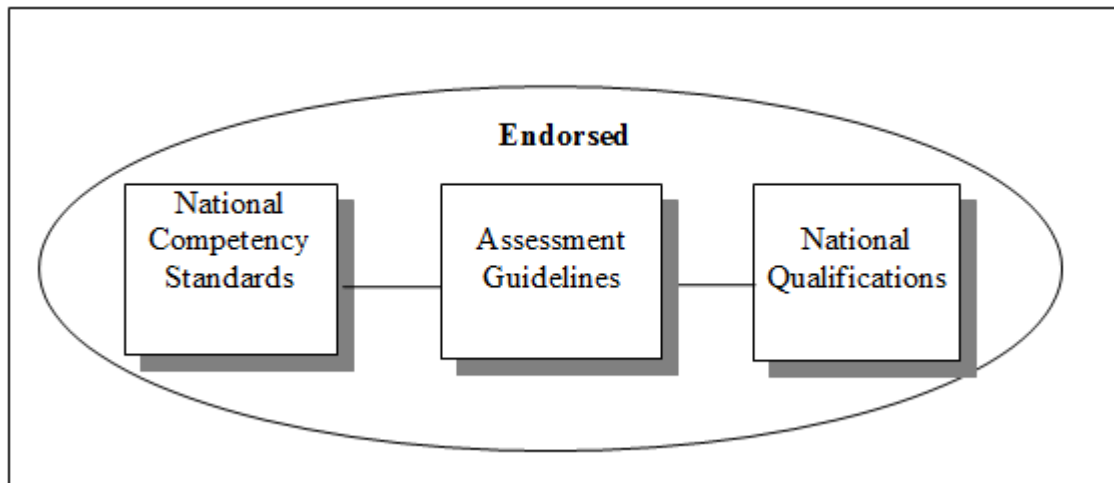 Endorsed
National
Competency
Standards
Assessment
Guidelines
National
Qualifications